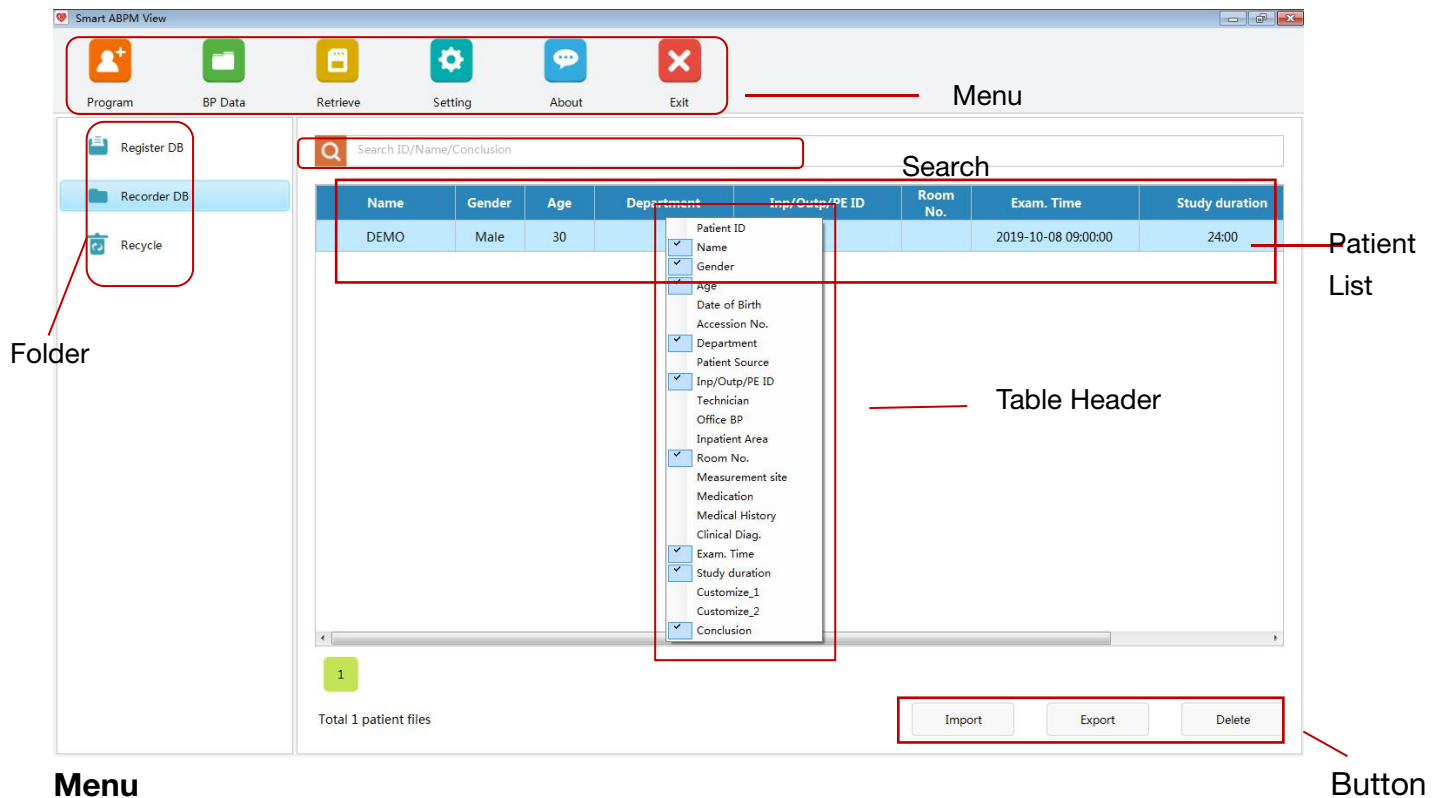 Smart ABPM View
Program BP Data Retrieve Setting About Exit
Menu
Register DB
Recorder DB
Recycle
Folder
Search ID/Name/Conclusion
Search
Name Gender Age Department Inp/Outp/PE ID Room No. Exam. Time Study duration
DEMO Male 30 2019-10-08 09:00:00 24:00
Patient
List
Patient ID
Name
Gender
Age
Date of Birth
Accession No.
Department
Patient Source
Inp/Outp/PE ID
Technician
Office BP
Inpatient Area
Room No.
Measurement site
Medication
Medical History
Clinical Diag.
Exam. Time
Study duration
Customize_1
Customize_2
Conclusion
Table Header
1
Total 1 patient files
Import Export Delete
Button
Menu